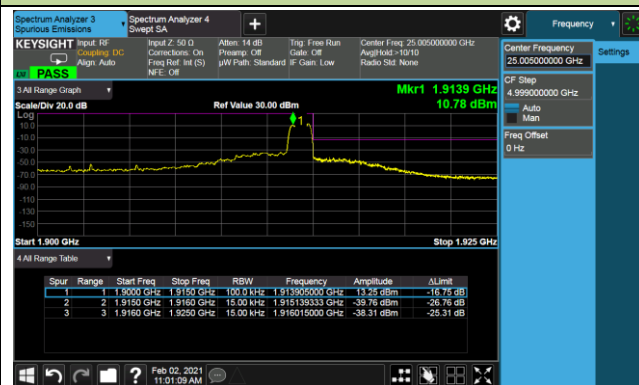 Spectrum Analyzer 3
Spurious Emissions
Spectrum Analyzer 4
Swept SA
+
Frequency
KEYSIGHT
Input: RF
Coupling: DC
Align: Auto
Input Z: 50 Ω
Corrections: On
Freq Ref: Int (S)
NFE: Off
Atten: 14 dB
Preamp: Off
µW Path: Standard
Trig: Free Run
Gate: Off
IF Gain: Low
Center Freq: 25.005000000 GHz
Avg|Hold:>10/10
Radio Std: None
PASS
Center Frequency
25.005000000 GHz
Settings
CF Step
4.999000000 GHz
Auto
Man
Freq Offset
0 Hz
3 All Range Graph
Mkr1 1.9139 GHz
Scale/Div 20.0 dB
Ref Value 30.00 dBm
10.78 dBm
Log
10.0
-10.0
-30.0
-50.0
-70.0
-90.0
-110
-130
-150
1
Start 1.900 GHz
Stop 1.925 GHz
4 All Range Table
Spur Range Start Freq Stop Freq RBW Frequency Amplitude ΔLimit
1 1 1.9000 GHz 1.9150 GHz 100.0 kHz 1.913905000 GHz 13.25 dBm -16.75 dB
2 2 1.9150 GHz 1.9160 GHz 15.00 kHz 1.915139333 GHz -39.76 dBm -26.76 dB
3 3 1.9160 GHz 1.9250 GHz 15.00 kHz 1.916015000 GHz -38.31 dBm -25.31 dB
?
Feb 02, 2021
11:01:09 AM